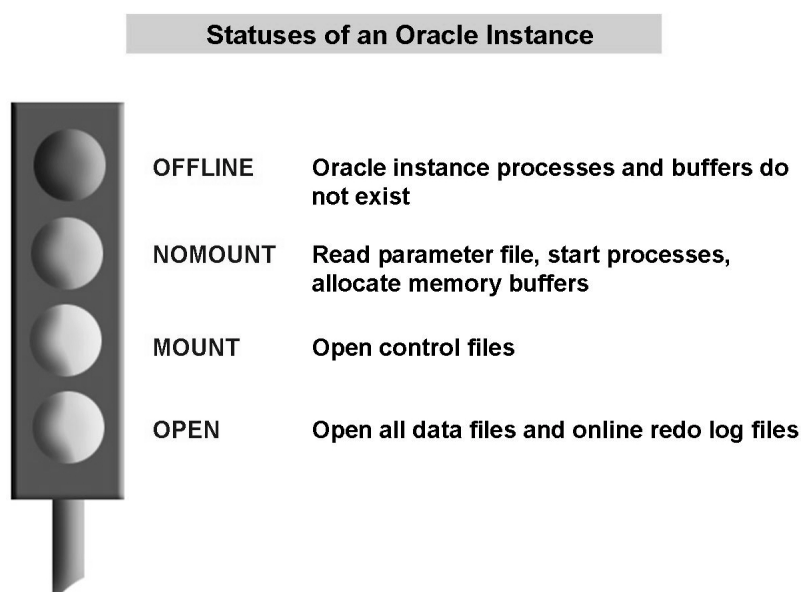 Statuses of an Oracle Instance
OFFLINE Oracle instance processes and buffers do
not exist
NOMOUNT Read parameter file, start processes,
allocate memory buffers
MOUNT Open control files
OPEN Open all data files and online redo log files